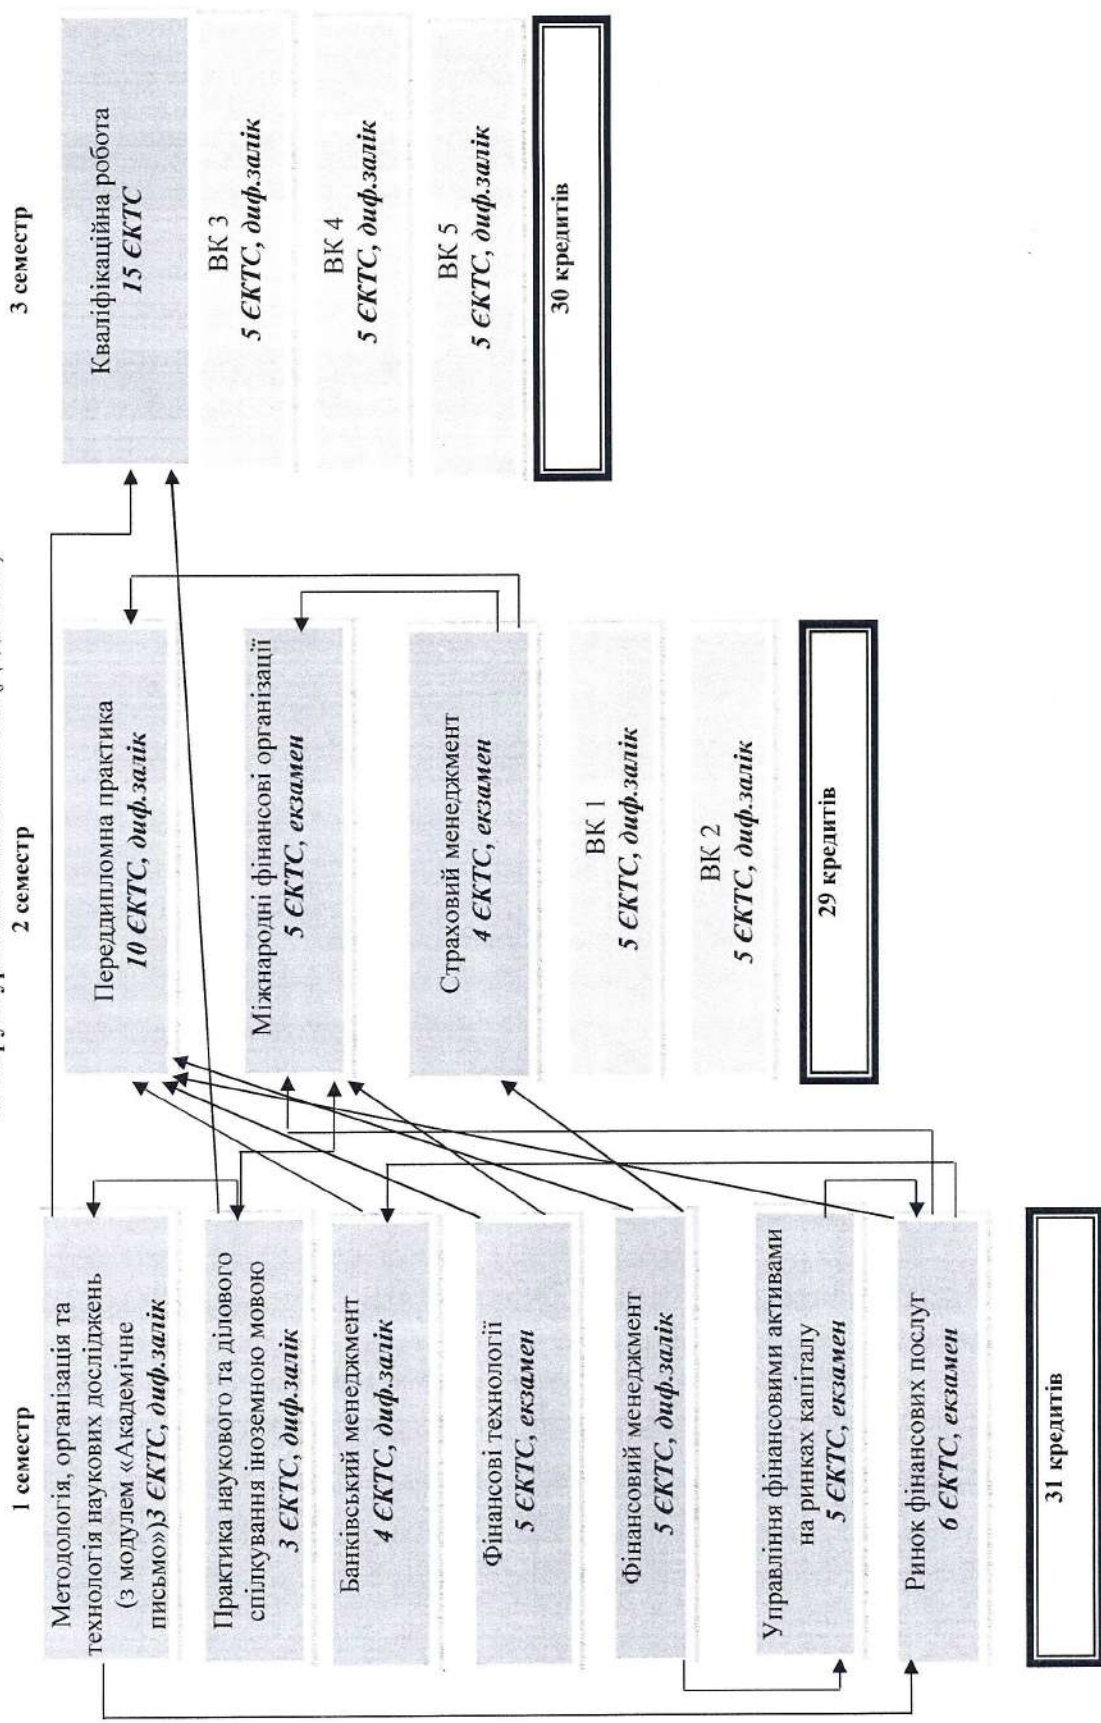 1 семестр
Методологія, організація та
технологія наукових досліджень
(з модулем «Академічне
письмо»)3 ЄКТС, диф.залік
Практика наукового та ділового
спілкування іноземною мовою
3 ЄКТС, диф.залік
Банківський менеджмент
4 ЄКТС, диф.залік
Фінансові технології
5 ЄКТС, екзамен
Фінансовий менеджмент
5 ЄКТС, диф.залік
Управління фінансовими активами
на ринках капіталу
5 ЄКТС, екзамен
Ринок фінансових послуг
6 ЄКТС, екзамен
31 кредитів
2 семестр
Переддипломна практика
10 ЄКТС, диф.залік
Міжнародні фінансові організації
5 ЄКТС, екзамен
Страховий менеджмент
4 ЄКТС, екзамен
ВК 1
5 ЄКТС, диф.залік
ВК 2
5 ЄКТС, диф.залік
29 кредитів
3 семестр
Кваліфікаційна робота
15 ЄКТС
ВК 3
5 ЄКТС, диф.залік
ВК 4
5 ЄКТС, диф.залік
ВК 5
5 ЄКТС, диф.залік
30 кредитів